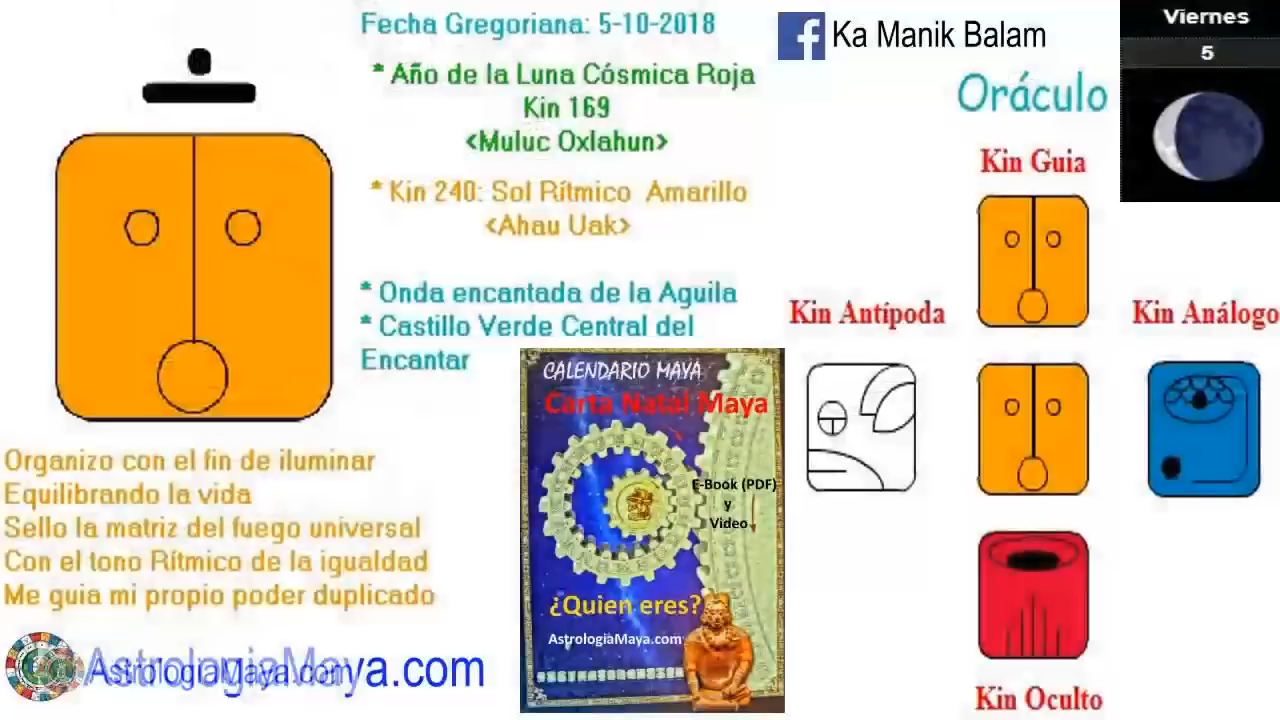 Fecha Gregoriana: 5-10-2018
* Año de la Luna Cósmica Roja
Kin 169
<Muluc Oxlahun>
* Kin 240: Sol Rítmico Amarillo
<Ahau Uak>
* Onda encantada de la Aguila
* Castillo Verde Central del
Encantar
Organizo con el fin de iluminar
Equilibrando la vida
Sello la matriz del fuego universal
Con el tono Rítmico de la igualdad
Me guia mi propio poder duplicado
AstrologiaMaya.com
AstrologiaMaya.com
CALENDARIO MAYA
Carta Natal Maya
E-Book (PDF)
y
Video
¿Quien eres?
AstrologiaMaya.com
Ka Manik Balam
Viernes
5
Oráculo
Kin Guia
Kin Antípoda
Kin Análogo
Kin Oculto